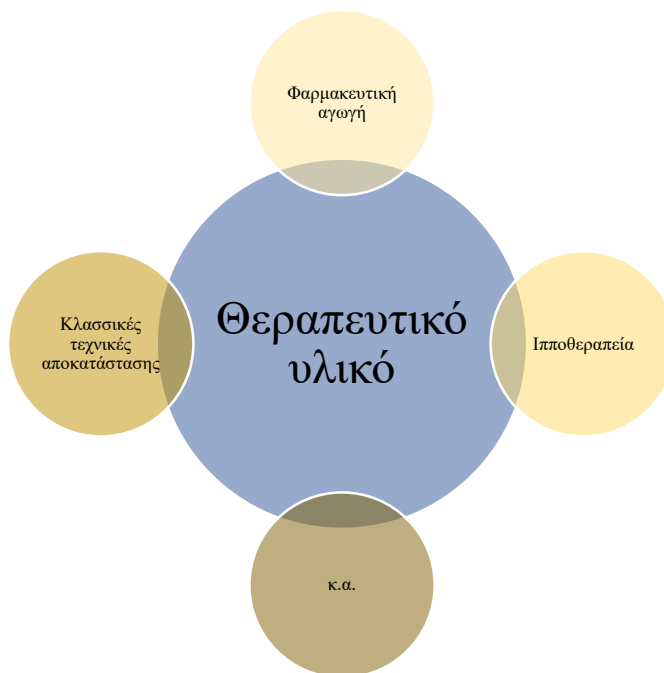 Φαρμακευτική
αγωγή
Κλασσικές
τεχνικές
αποκατάστασης
Θεραπευτικό
υλικό
Ιπποθεραπεία
κ.α.